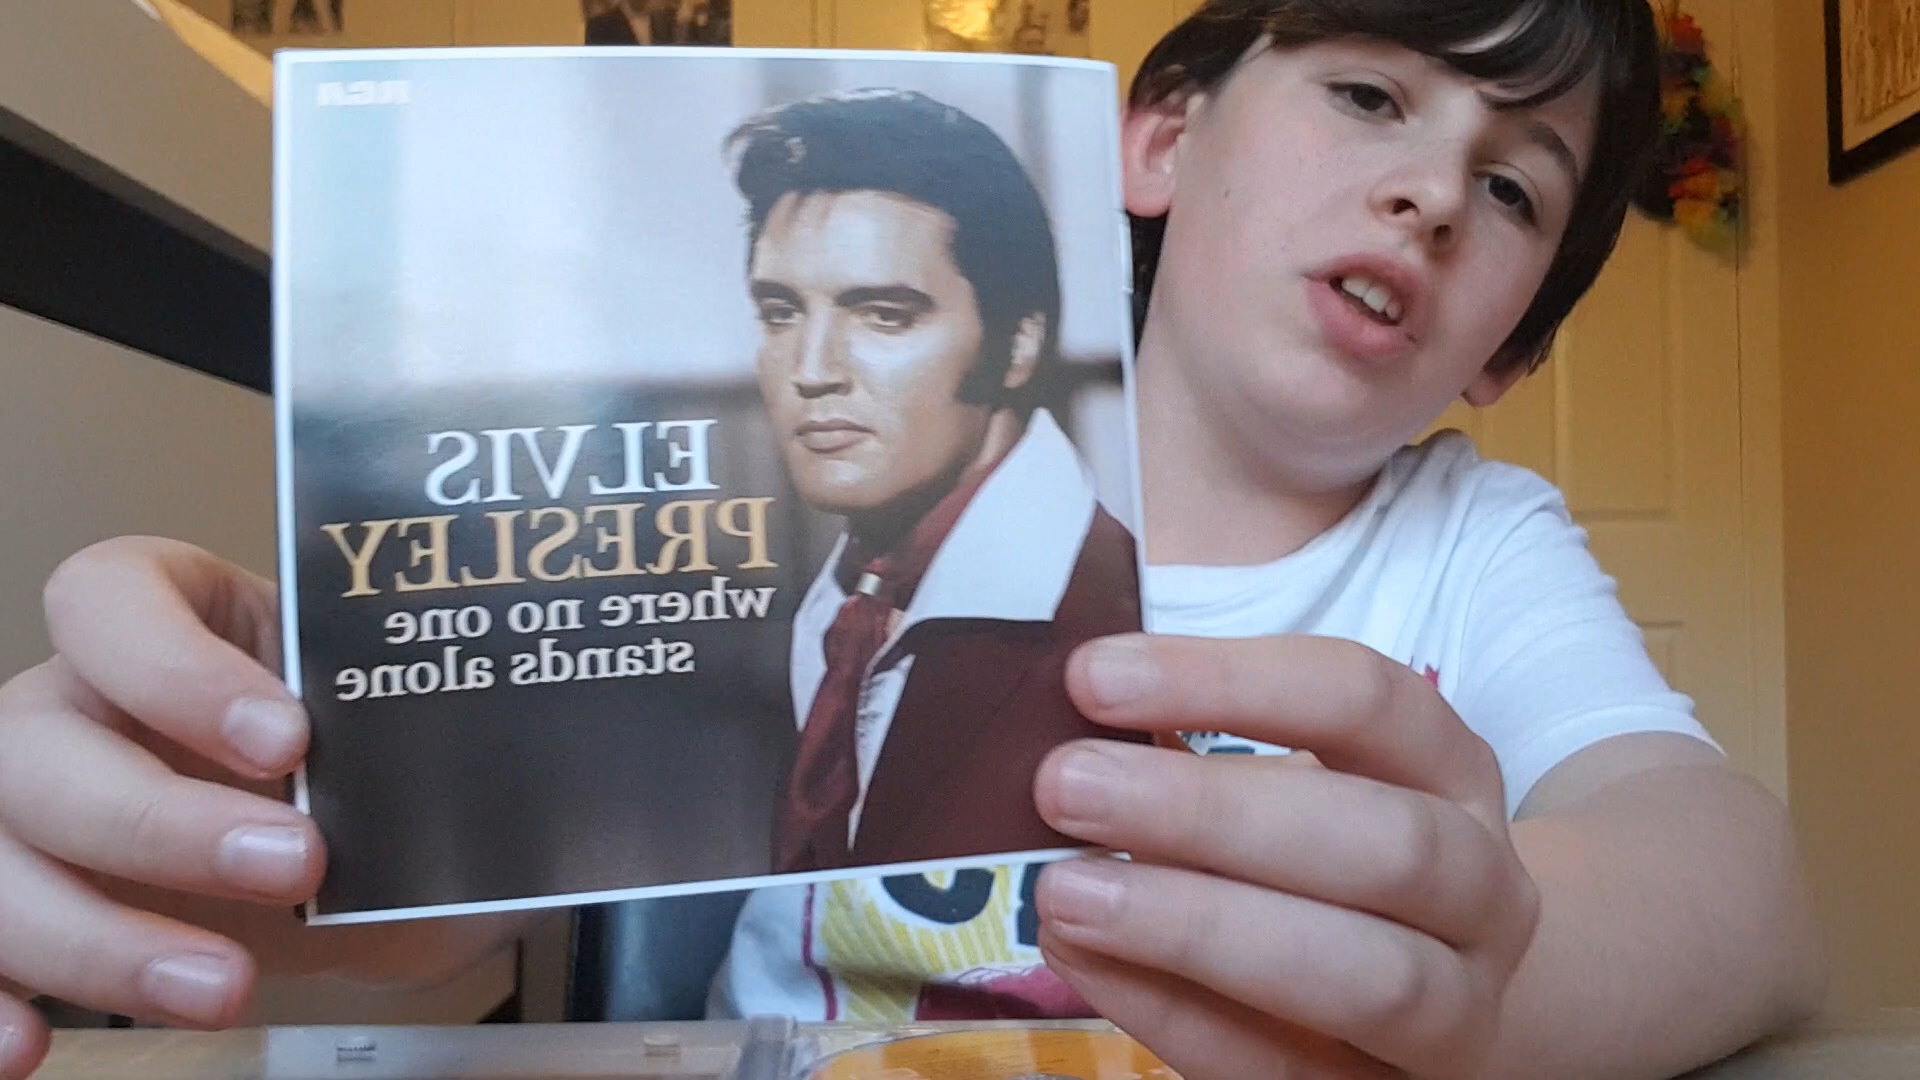 RCA
ELVIS
PRESLEY
where no one
stands alone